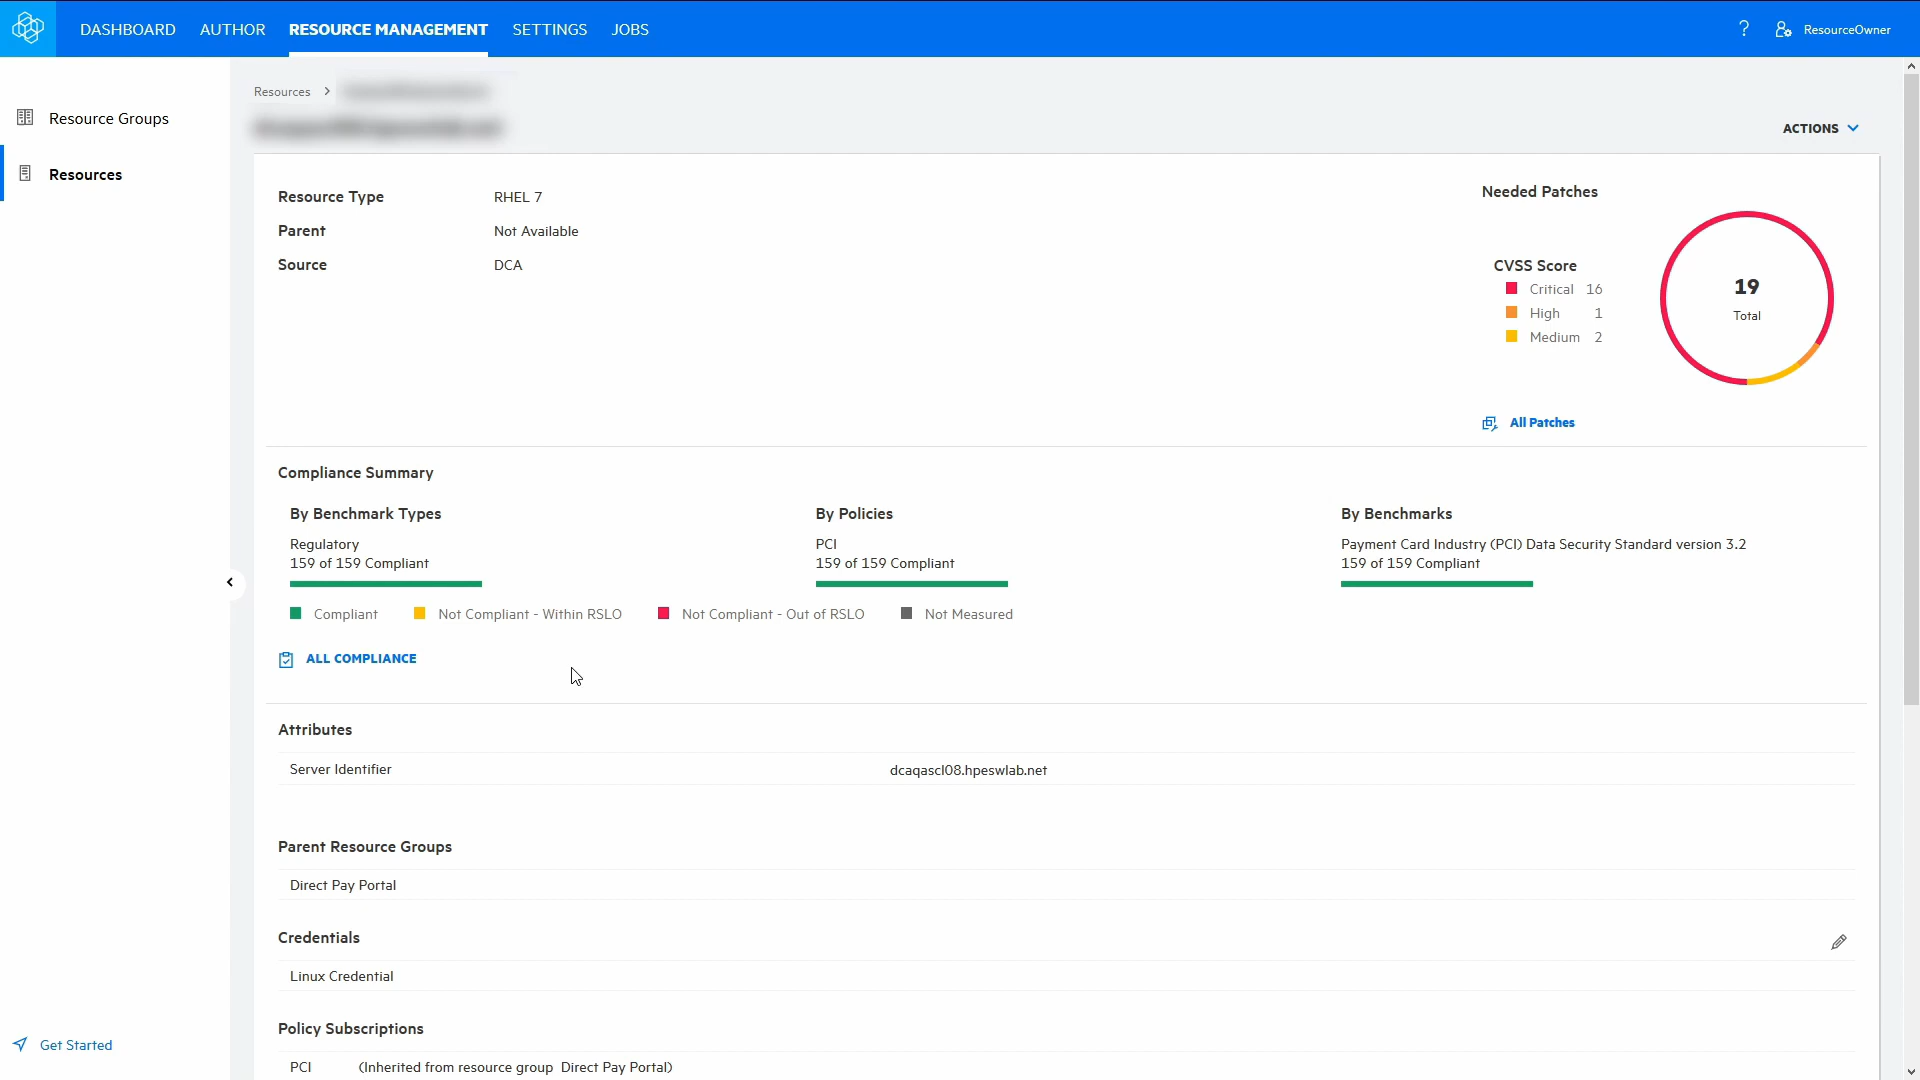 DASHBOARD AUTHOR RESOURCE MANAGEMENT SETTINGS JOBS ? ResourceOwner
Resources >
ACTIONS
Resource Groups
Resources
Resource Type RHEL 7
Parent Not Available
Source DCA
Needed Patches
CVSS Score
Critical 16
High 1
Medium 2
19
Total
All Patches
Compliance Summary
By Benchmark Types
Regulatory
159 of 159 Compliant
By Policies
PCI
159 of 159 Compliant
By Benchmarks
Payment Card Industry (PCI) Data Security Standard version 3.2
159 of 159 Compliant
Compliant Not Compliant - Within RSLO Not Compliant - Out of RSLO Not Measured
ALL COMPLIANCE
Attributes
Server Identifier dcaqascl08.hpeswlab.net
Parent Resource Groups
Direct Pay Portal
Credentials
Linux Credential
Policy Subscriptions
PCI (Inherited from resource group Direct Pay Portal)
Get Started